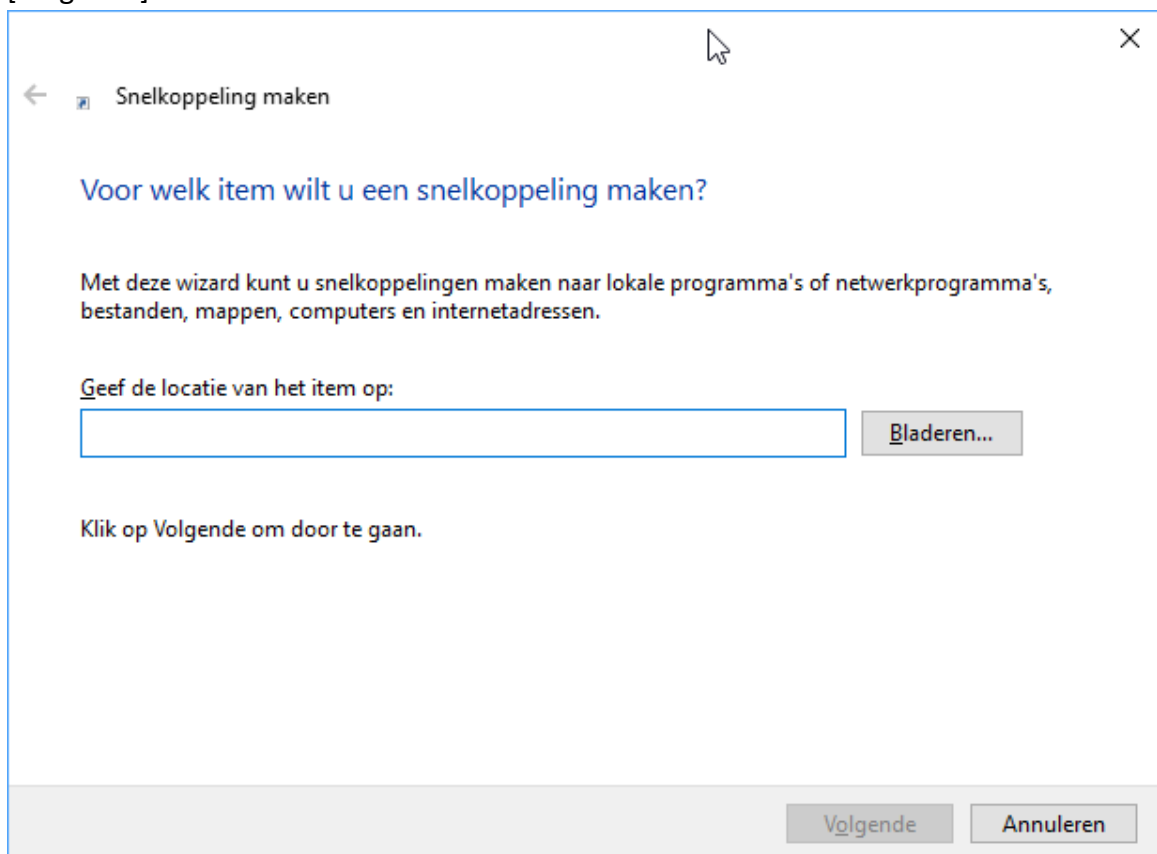 Snelkoppeling maken
Voor welk item wilt u een snelkoppeling maken?
Met deze wizard kunt u snelkoppelingen maken naar lokale programma's of netwerkprogramma's,
bestanden, mappen, computers en internetadressen.
Geef de locatie van het item op:
Bladeren...
Klik op Volgende om door te gaan.
Volgende
Annuleren